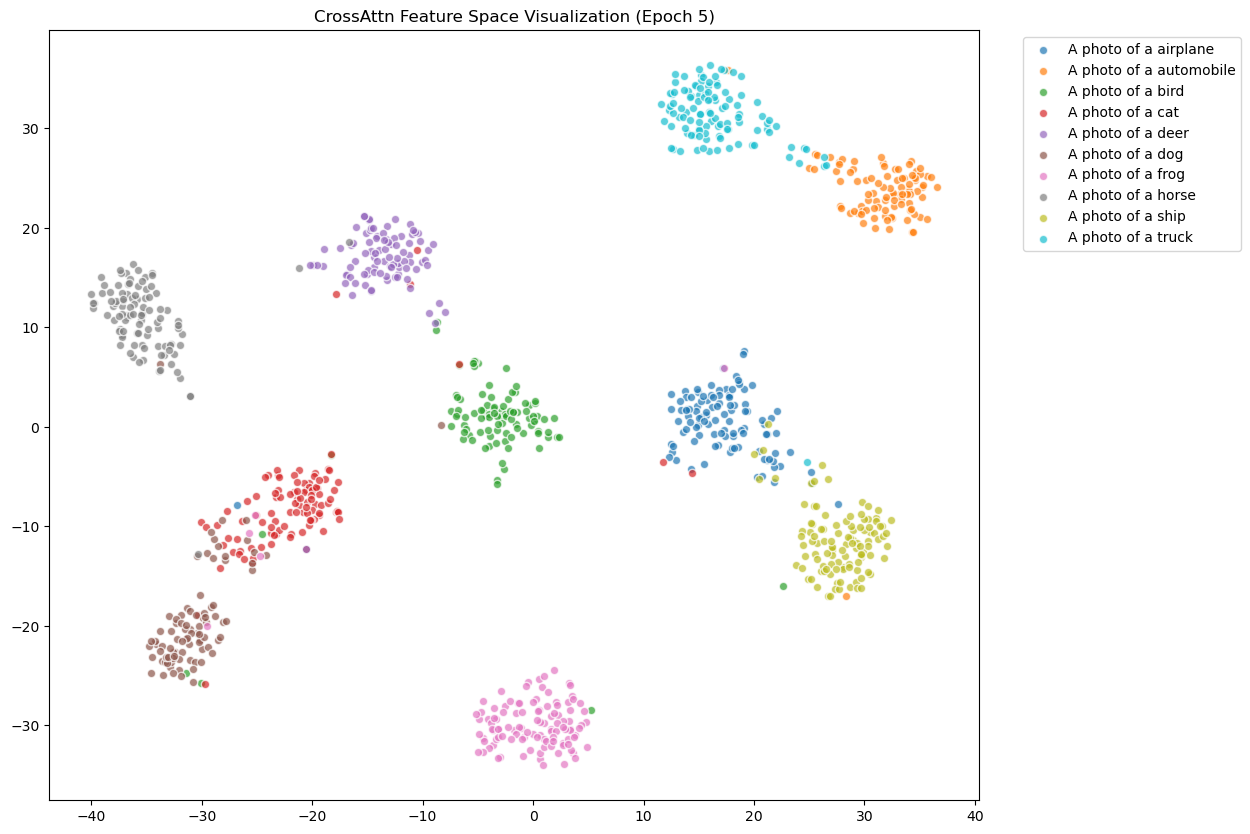 CrossAttn Feature Space Visualization (Epoch 5)
A photo of a airplane
A photo of a automobile
A photo of a bird
A photo of a cat
A photo of a deer
A photo of a dog
A photo of a frog
A photo of a horse
A photo of a ship
A photo of a truck
30
20
10
0
−10
−20
−30
−40 −30 −20 −10 0 10 20 30 40